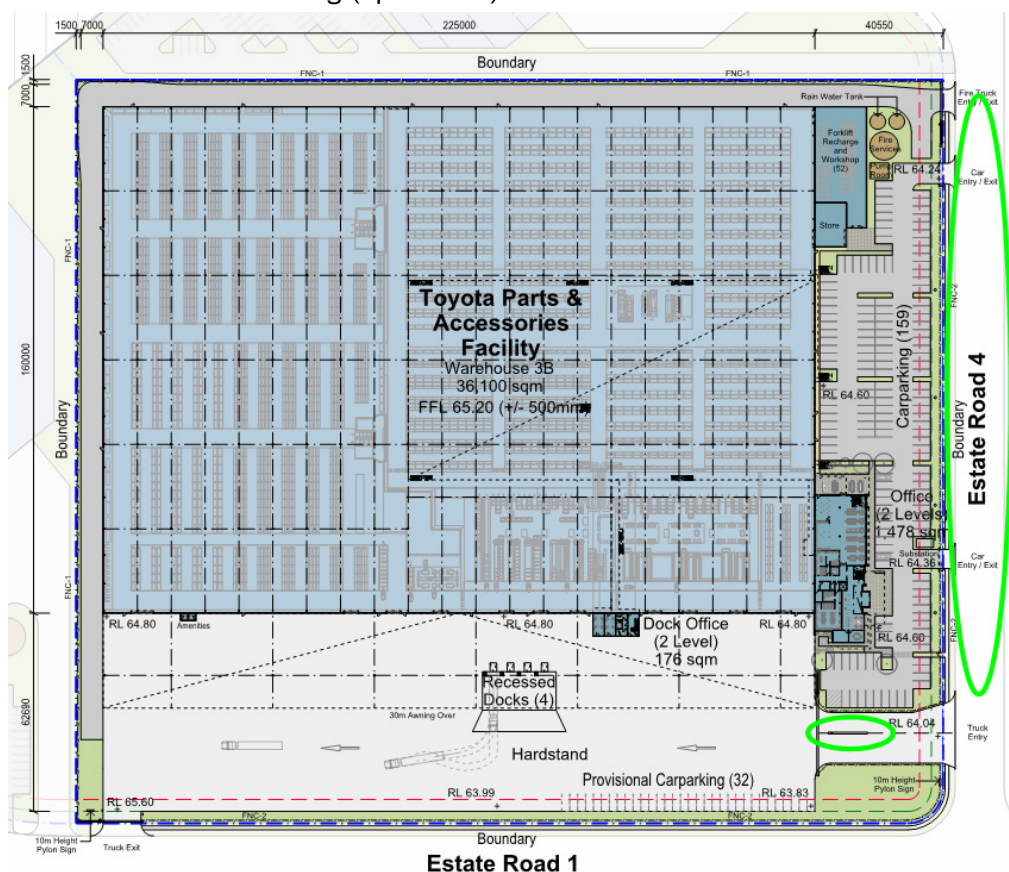 1500
7000
225000
40550
1500
7000
160000
62690
Boundary
FNC-1
FNC-1
Rain Water Tank
Fire Truck
Entry / Exit
Forklift
Recharge
and
Workshop
(52)
Fire
Services
Pump
Room
RL 64.24
Car
Entry / Exit
Store
FNC-1
FNC-2
Toyota Parts &
Accessories
Facility
Warehouse 3B
36,100 sqm
FFL 65.20 (+/- 500mm)
RL 64.60
Carparking (159)
Boundary
Boundary
Estate Road 4
Office
(2 Levels)
1,478 sqm
Substation
RL 64.36
Car
Entry / Exit
FNC-1
FNC-2
RL 64.80
Amenities
RL 64.80
Dock Office
(2 Level)
176 sqm
RL 64.80
RL 64.60
Recessed
Docks (4)
30m Awning Over
Hardstand
RL 64.04
Truck
Entry
Provisional Carparking (32)
10m Height
Pylon Sign
RL 65.60
RL 63.99
RL 63.83
FNC-2
FNC-2
10m Height
Pylon Sign
Truck Exit
Boundary
Estate Road 1